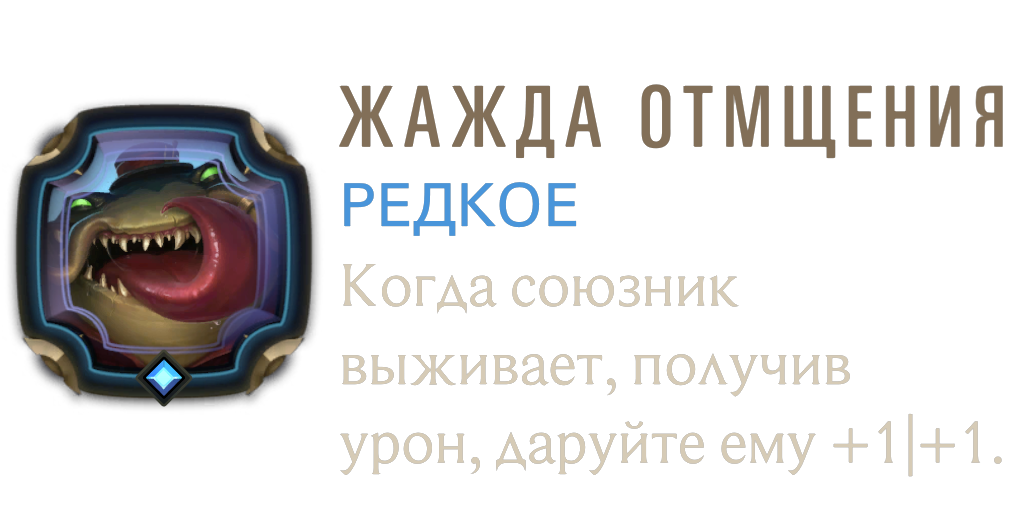 ЖАЖДА ОТМЩЕНИЯ
РЕДКОЕ
Когда союзник
выживает, получив
урон, даруйте ему +1|+1.